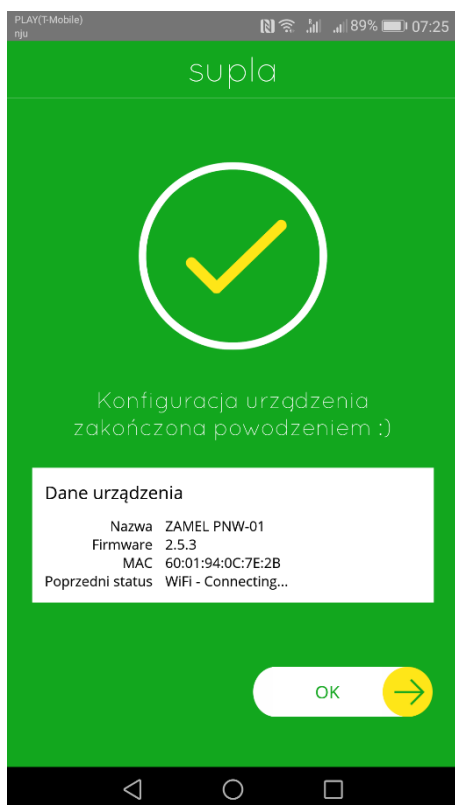 PLAY(T-Mobile)
nju
89% 07:25
supla
Konfiguracja urządzenia
zakończona powodzeniem :)
Dane urządzenia
Nazwa ZAMEL PNW-01
Firmware 2.5.3
MAC 60:01:94:0C:7E:2B
Poprzedni status WiFi - Connecting...
OK